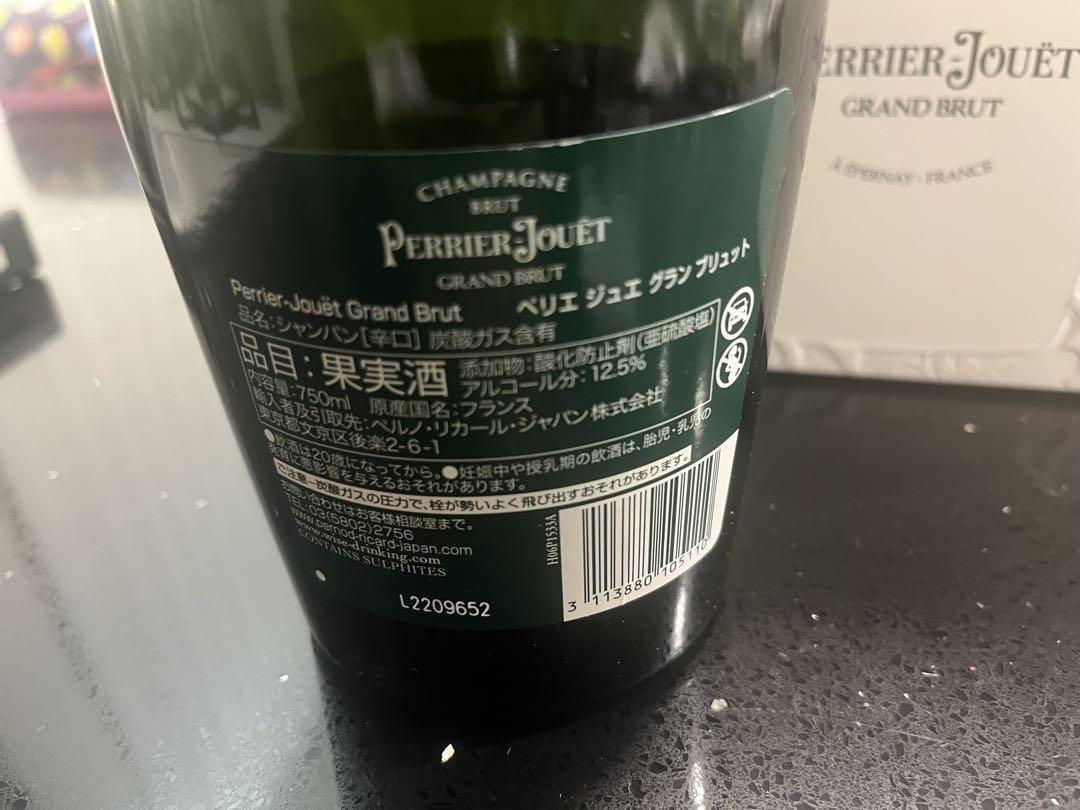 CHAMPAGNE
BRUT
PERRIER-JOUËT
GRAND BRUT
Perrier-Jouët Grand Brut ペリエ ジュエ グラン ブリュット
品名:シャンパン[辛口] 炭酸ガス含有
品目:果実酒 添加物:酸化防止剤(亜硫酸塩)
アルコール分:12.5%
内容量:750ml 原産国名:フランス
輸入者及引取先:ペルノ・リカール・ジャパン株式会社
東京都文京区後楽2-6-1
●飲酒は20歳になってから。●妊娠中や授乳期の飲酒は、胎児・乳児の
発育に悪影響を与えるおそれがあります。
ご注意-炭酸ガスの圧力で、栓が勢いよく飛び出すおそれがあります。
お問い合わせはお客様相談室まで。
TEL:03(5802)2756
www.pernod-ricard-japan.com
www.wise-drinking.com
CONTAINS SULPHITES
L2209652
H06P1533A
3 113880 105110
PERRIER-JOUËT
GRAND BRUT
A ÉPERNAY - FRANCE